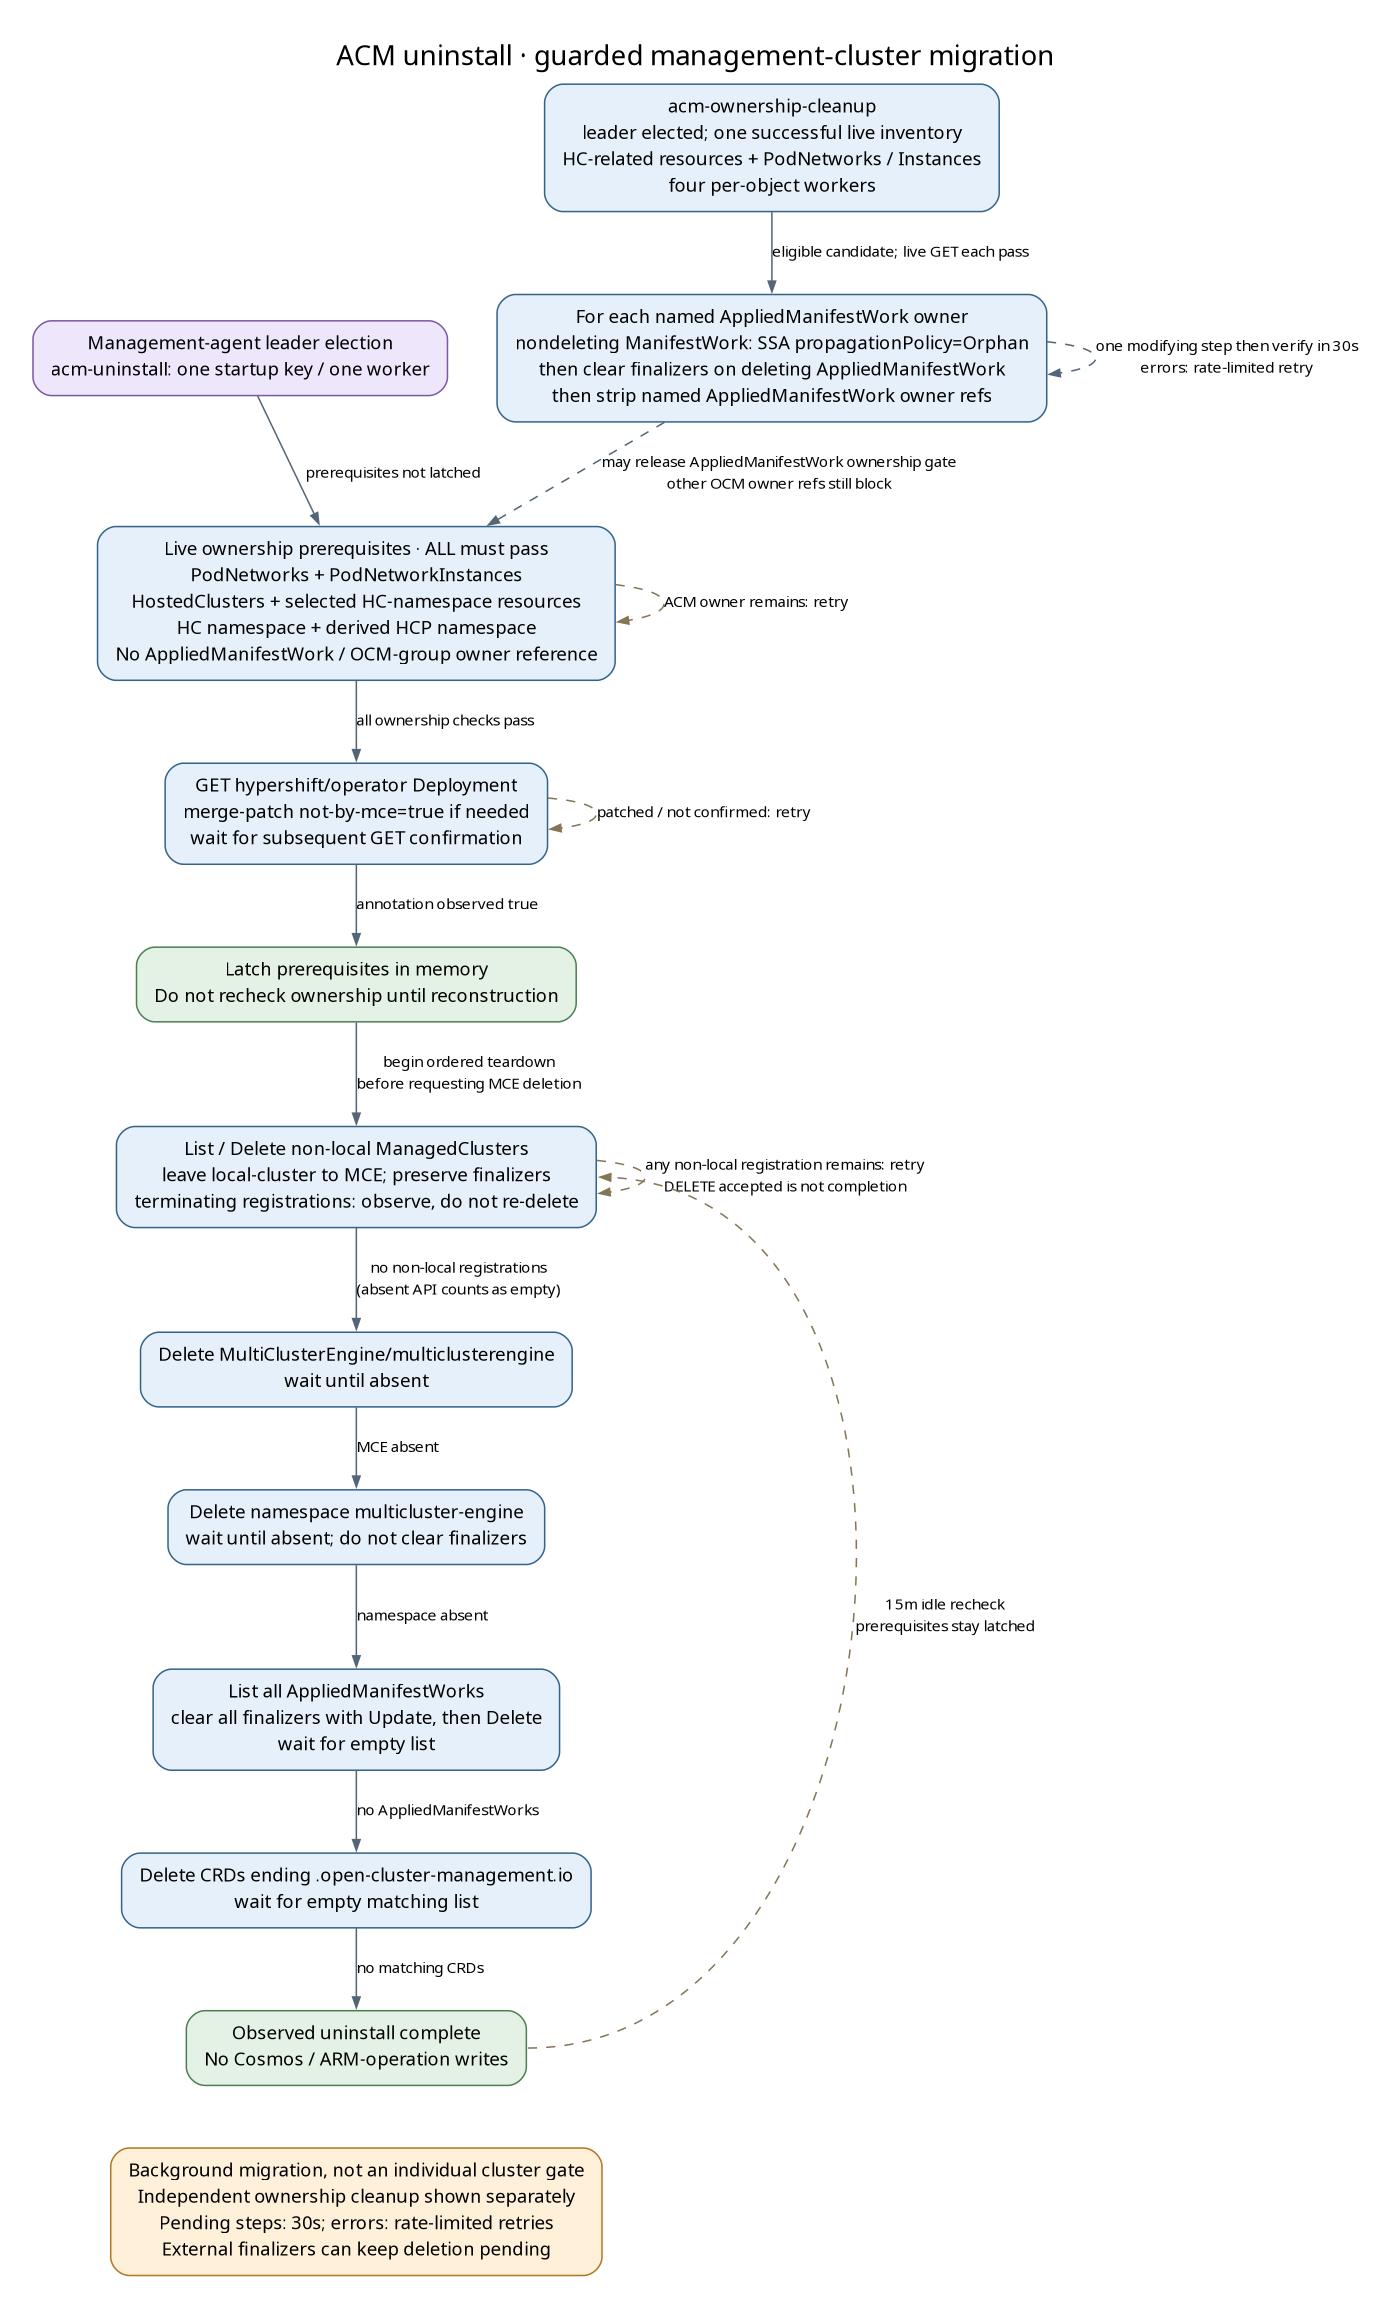 ACM uninstall · guarded management-cluster migration
acm-ownership-cleanup
leader elected; one successful live inventory
HC-related resources + PodNetworks / Instances
four per-object workers
eligible candidate; live GET each pass
For each named AppliedManifestWork owner
nondeleting ManifestWork: SSA propagationPolicy=Orphan
then clear finalizers on deleting AppliedManifestWork
then strip named AppliedManifestWork owner refs
one modifying step then verify in 30s
errors: rate-limited retry
Management-agent leader election
acm-uninstall: one startup key / one worker
prerequisites not latched
may release AppliedManifestWork ownership gate
other OCM owner refs still block
Live ownership prerequisites · ALL must pass
PodNetworks + PodNetworkInstances
HostedClusters + selected HC-namespace resources
HC namespace + derived HCP namespace
No AppliedManifestWork / OCM-group owner reference
ACM owner remains: retry
all ownership checks pass
GET hypershift/operator Deployment
merge-patch not-by-mce=true if needed
wait for subsequent GET confirmation
patched / not confirmed: retry
annotation observed true
Latch prerequisites in memory
Do not recheck ownership until reconstruction
begin ordered teardown
before requesting MCE deletion
List / Delete non-local ManagedClusters
leave local-cluster to MCE; preserve finalizers
terminating registrations: observe, do not re-delete
any non-local registration remains: retry
DELETE accepted is not completion
no non-local registrations
(absent API counts as empty)
Delete MultiClusterEngine/multiclusterengine
wait until absent
MCE absent
Delete namespace multicluster-engine
wait until absent; do not clear finalizers
15m idle recheck
prerequisites stay latched
namespace absent
List all AppliedManifestWorks
clear all finalizers with Update, then Delete
wait for empty list
no AppliedManifestWorks
Delete CRDs ending .open-cluster-management.io
wait for empty matching list
no matching CRDs
Observed uninstall complete
No Cosmos / ARM-operation writes
Background migration, not an individual cluster gate
Independent ownership cleanup shown separately
Pending steps: 30s; errors: rate-limited retries
External finalizers can keep deletion pending